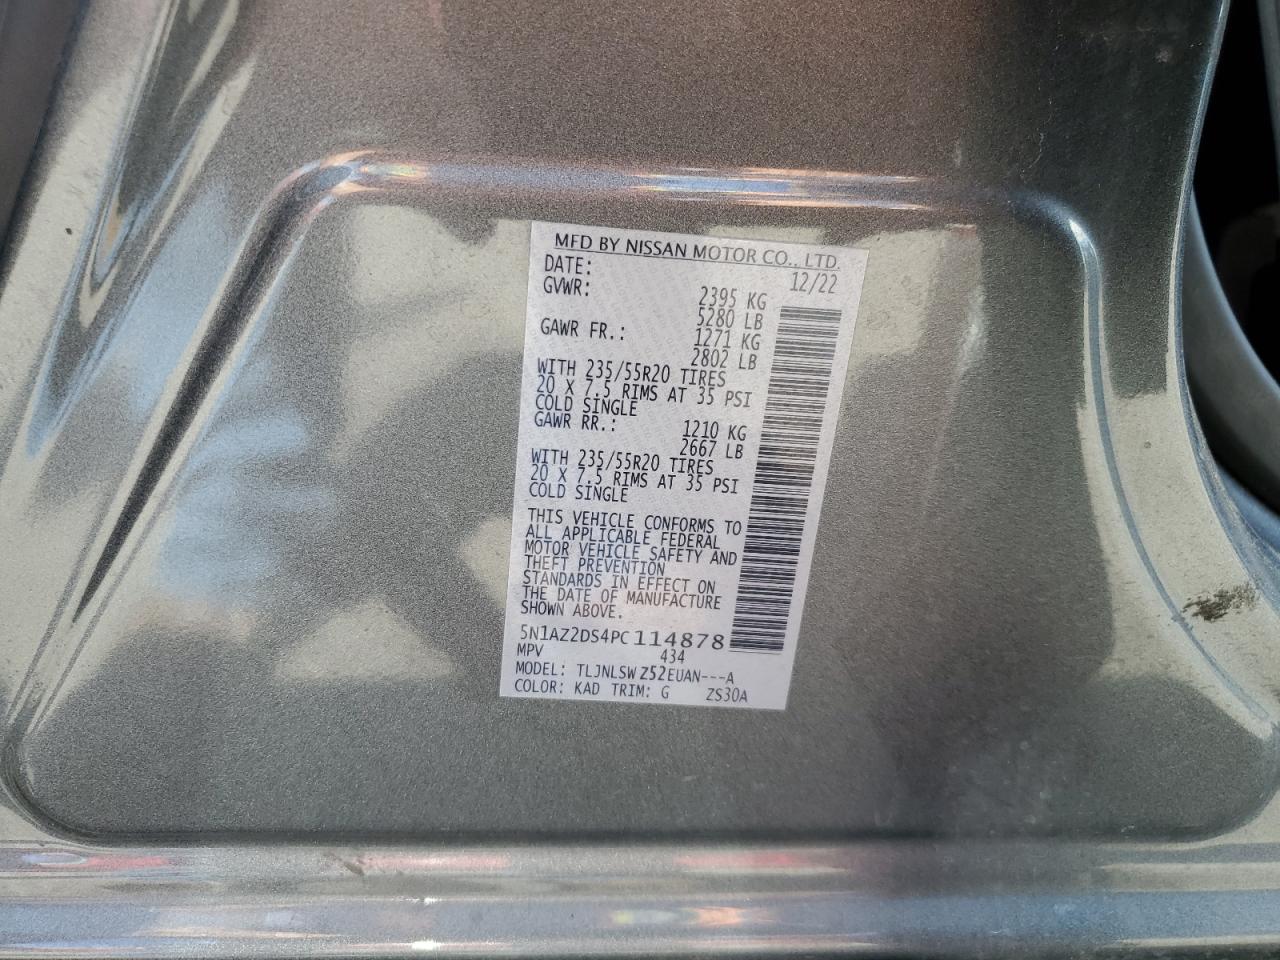 MFD BY NISSAN MOTOR CO., LTD.
DATE: 12/22
GVWR: 2395 KG
5280 LB
GAWR FR.: 1271 KG
2802 LB
WITH 235/55R20 TIRES
20 X 7.5 RIMS AT 35 PSI
COLD SINGLE
GAWR RR.: 1210 KG
2667 LB
WITH 235/55R20 TIRES
20 X 7.5 RIMS AT 35 PSI
COLD SINGLE
THIS VEHICLE CONFORMS TO
ALL APPLICABLE FEDERAL
MOTOR VEHICLE SAFETY AND
THEFT PREVENTION
STANDARDS IN EFFECT ON
THE DATE OF MANUFACTURE
SHOWN ABOVE.
5N1AZ2DS4PC114878
MPV 434
MODEL: TLJNLSWZ52EUAN---A
COLOR: KAD TRIM: G ZS30A